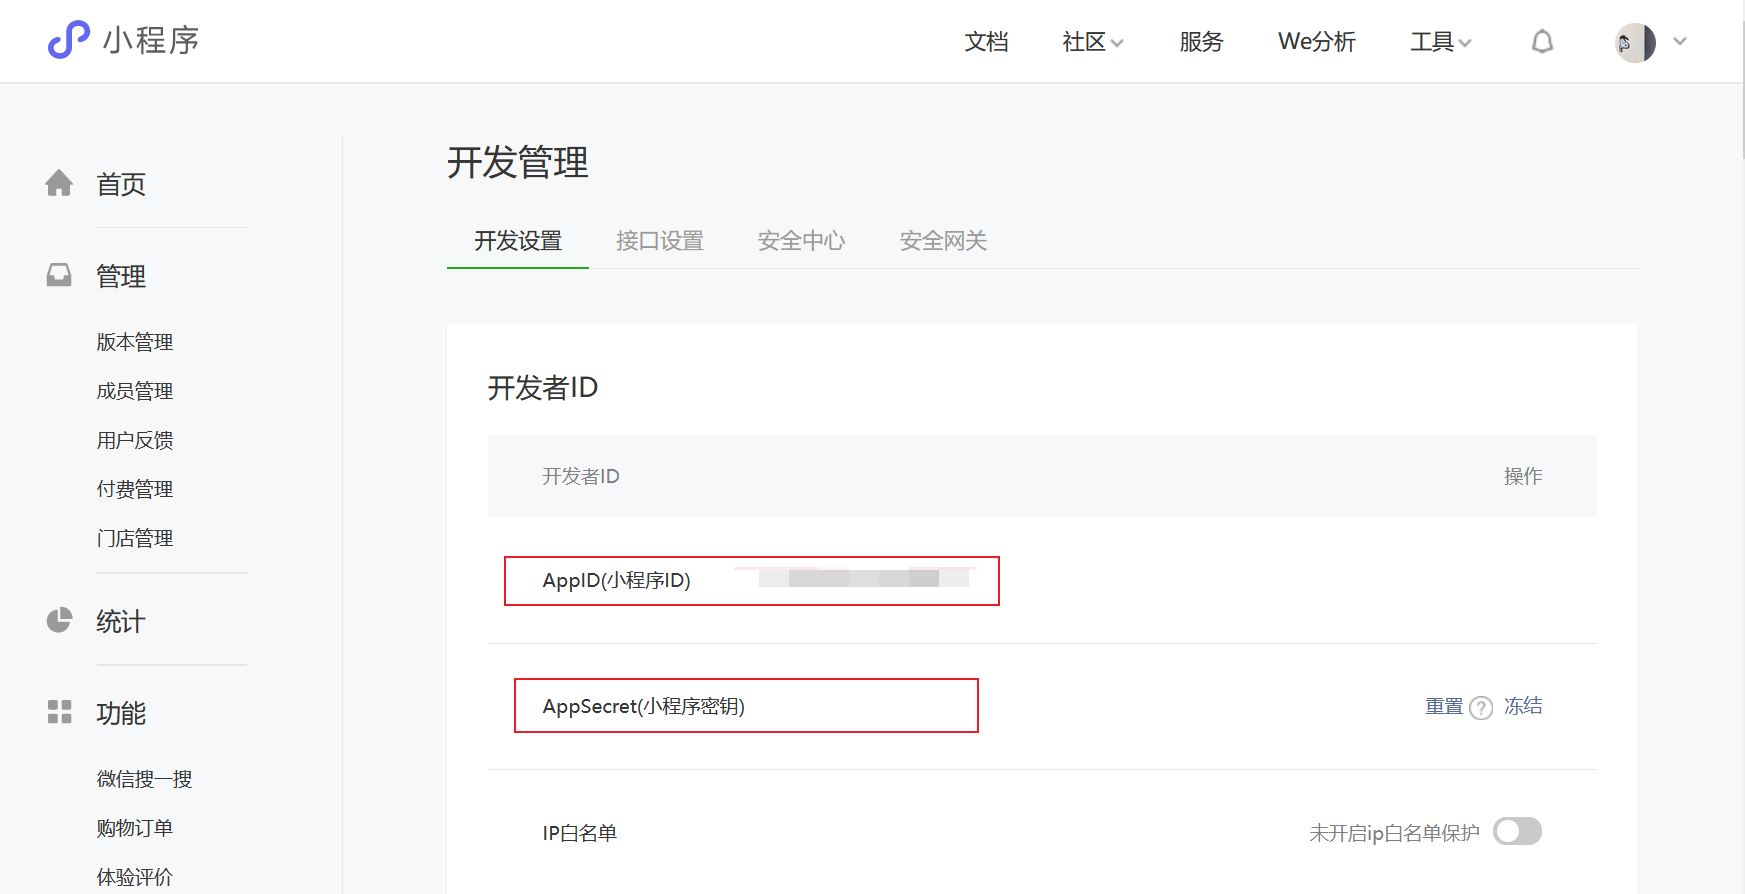 小程序
文档 社区 服务 We分析 工具
首页
管理
版本管理
成员管理
用户反馈
付费管理
门店管理
统计
功能
微信搜一搜
购物订单
体验评价
开发管理
开发设置 接口设置 安全中心 安全网关
开发者ID
开发者ID 操作
AppID(小程序ID)
AppSecret(小程序密钥) 重置 ? 冻结
IP白名单 未开启ip白名单保护